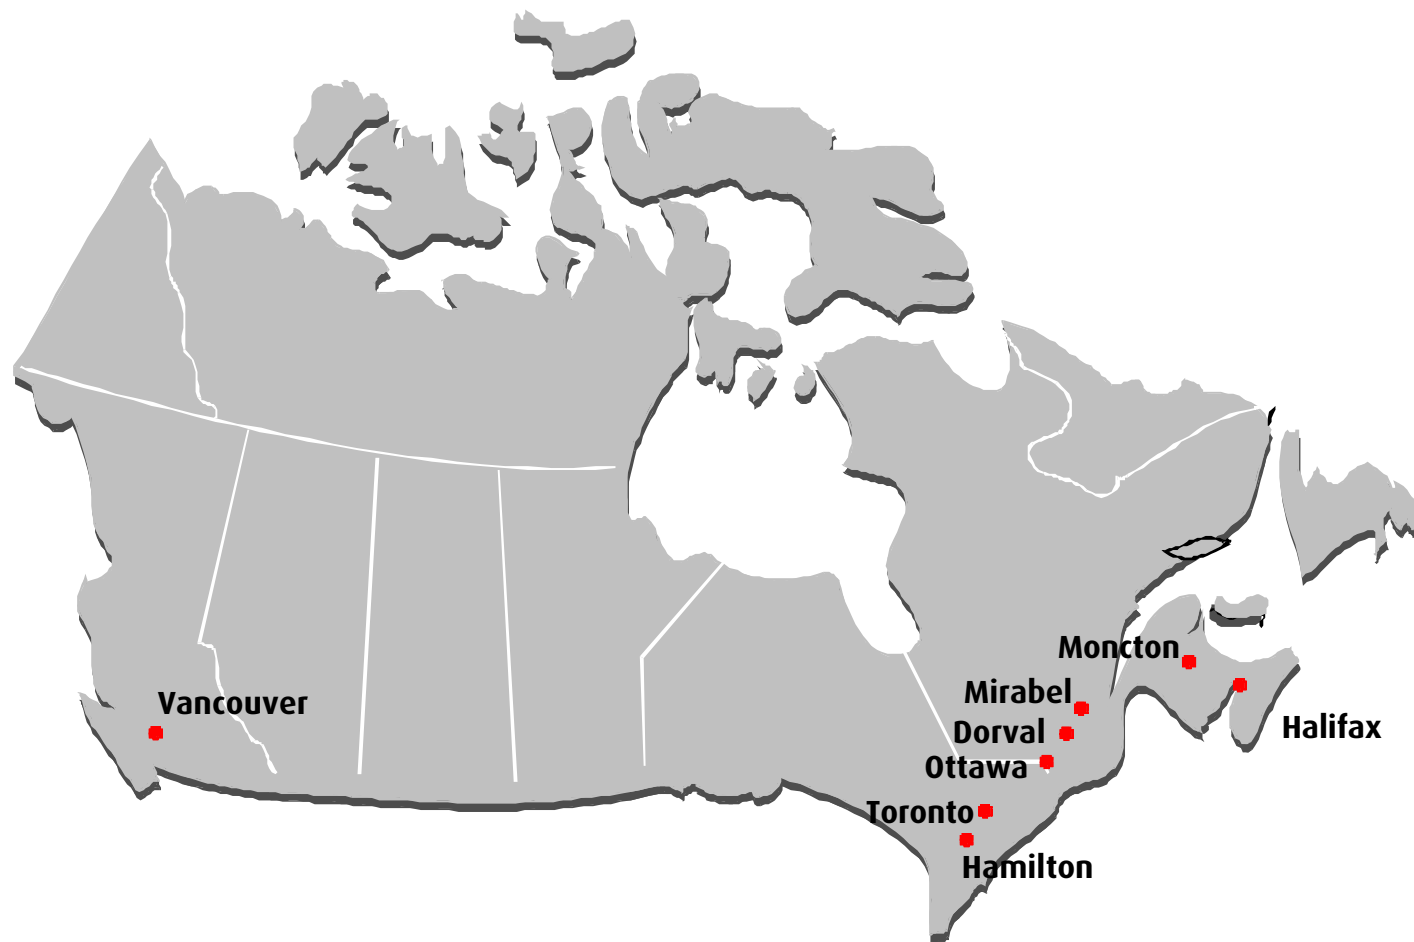 Moncton
Mirabel
Vancouver
Halifax
Dorval
Ottawa
Toronto
Hamilton